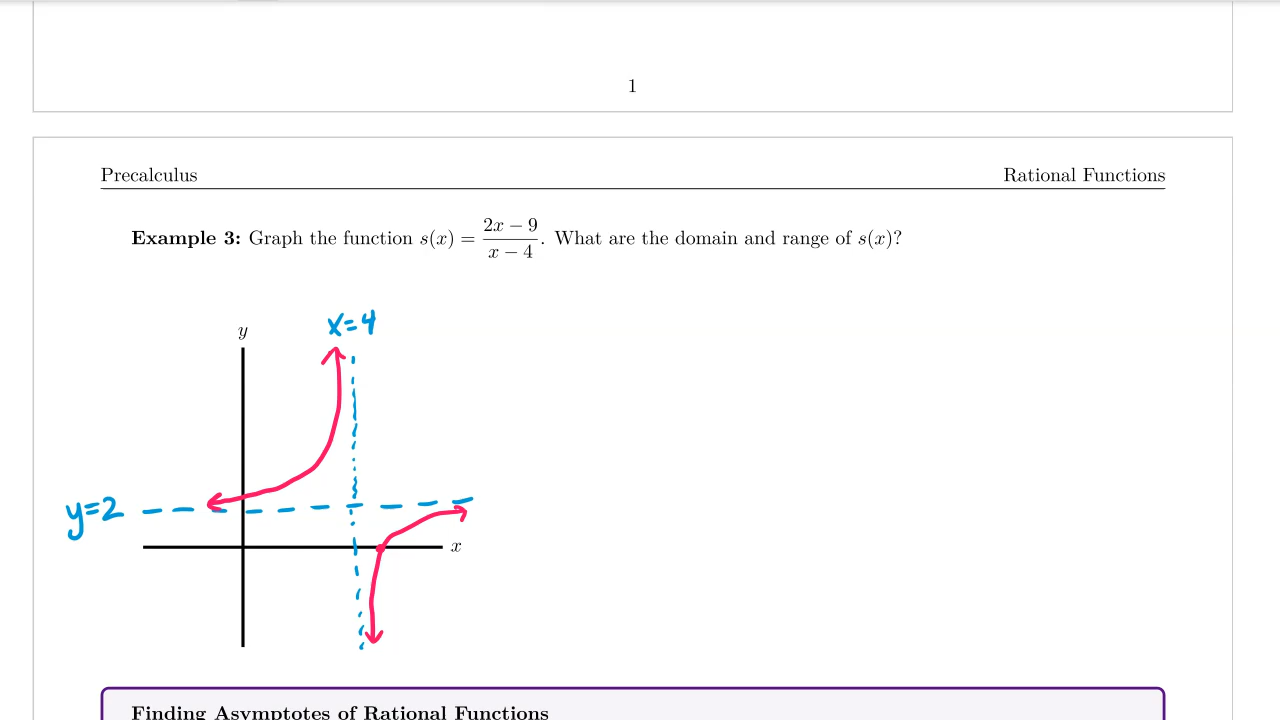 1
Precalculus Rational Functions
Example 3: Graph the function s(x) = \frac{2x − 9}{x − 4}. What are the domain and range of s(x)?
x=4
y
y=2
x
Finding Asymptotes of Rational Functions